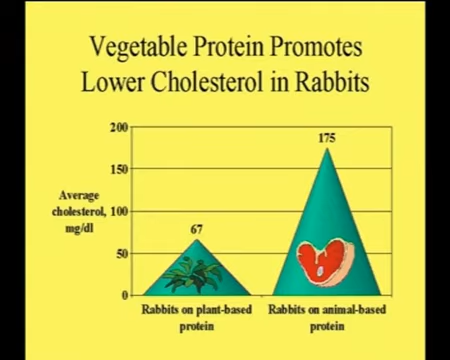 Vegetable Protein Promotes
Lower Cholesterol in Rabbits
200
175
150
Average
cholesterol,
mg/dl
100
67
50
0
Rabbits on plant-based
protein
Rabbits on animal-based
protein